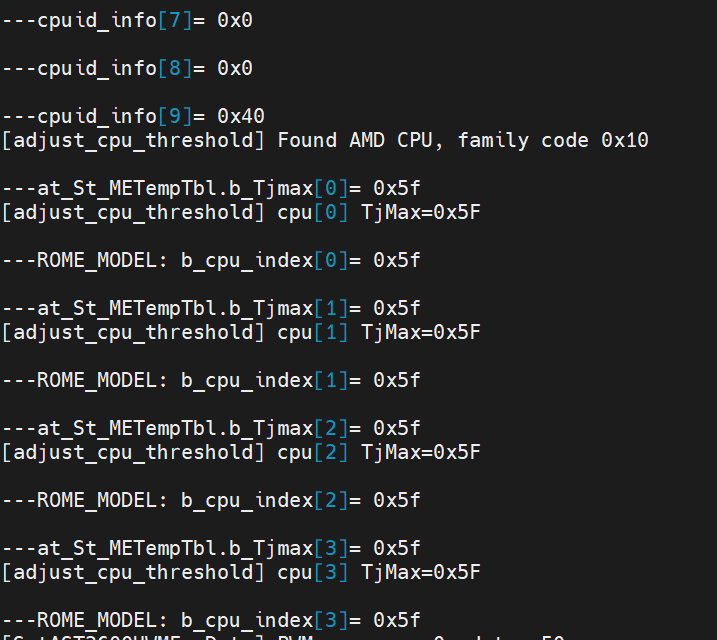 ---cpuid_info[7]= 0x0
---cpuid_info[8]= 0x0
---cpuid_info[9]= 0x40
[adjust_cpu_threshold] Found AMD CPU, family code 0x10
---at_St_METempTbl.b_Tjmax[0]= 0x5f
[adjust_cpu_threshold] cpu[0] TjMax=0x5F
---ROME_MODEL: b_cpu_index[0]= 0x5f
---at_St_METempTbl.b_Tjmax[1]= 0x5f
[adjust_cpu_threshold] cpu[1] TjMax=0x5F
---ROME_MODEL: b_cpu_index[1]= 0x5f
---at_St_METempTbl.b_Tjmax[2]= 0x5f
[adjust_cpu_threshold] cpu[2] TjMax=0x5F
---ROME_MODEL: b_cpu_index[2]= 0x5f
---at_St_METempTbl.b_Tjmax[3]= 0x5f
[adjust_cpu_threshold] cpu[3] TjMax=0x5F
---ROME_MODEL: b_cpu_index[3]= 0x5f